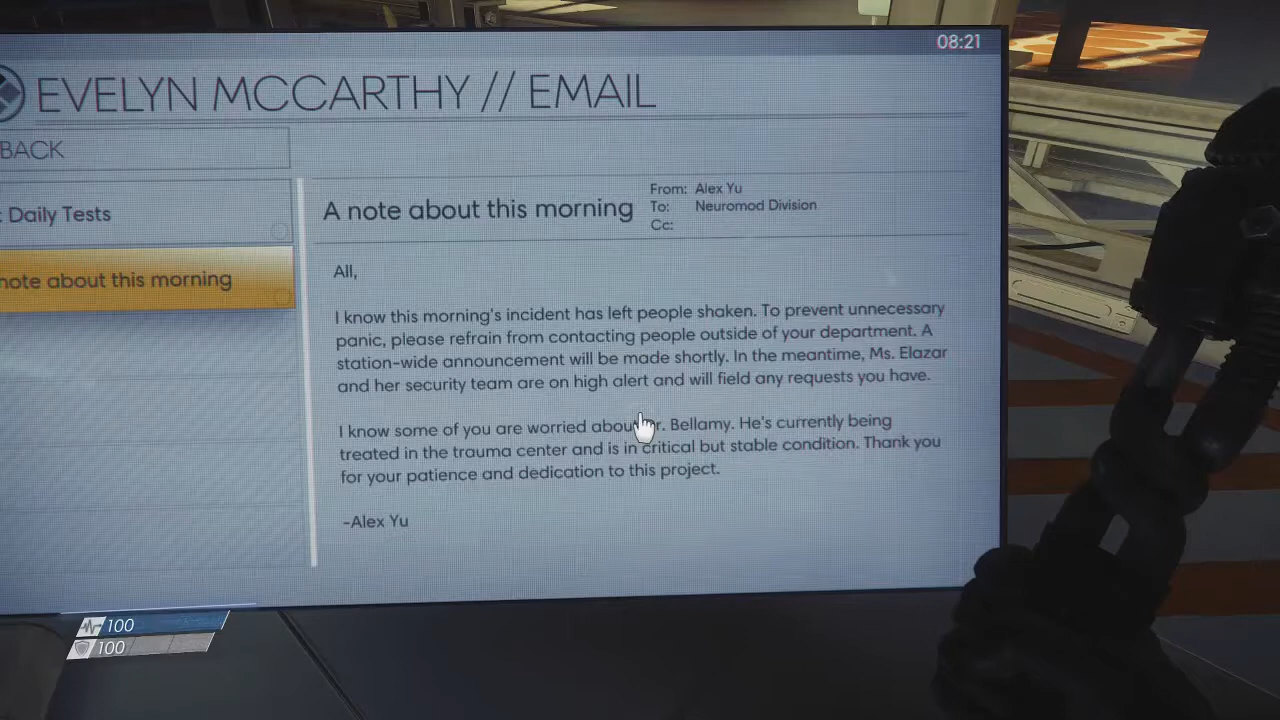 08:21
EVELYN MCCARTHY // EMAIL
BACK
: Daily Tests
note about this morning
A note about this morning
From: Alex Yu
To: Neuromod Division
Cc:
All,
I know this morning's incident has left people shaken. To prevent unnecessary
panic, please refrain from contacting people outside of your department. A
station-wide announcement will be made shortly. In the meantime, Ms. Elazar
and her security team are on high alert and will field any requests you have.
I know some of you are worried abou r. Bellamy. He's currently being
treated in the trauma center and is in critical but stable condition. Thank you
for your patience and dedication to this project.
-Alex Yu
100
100